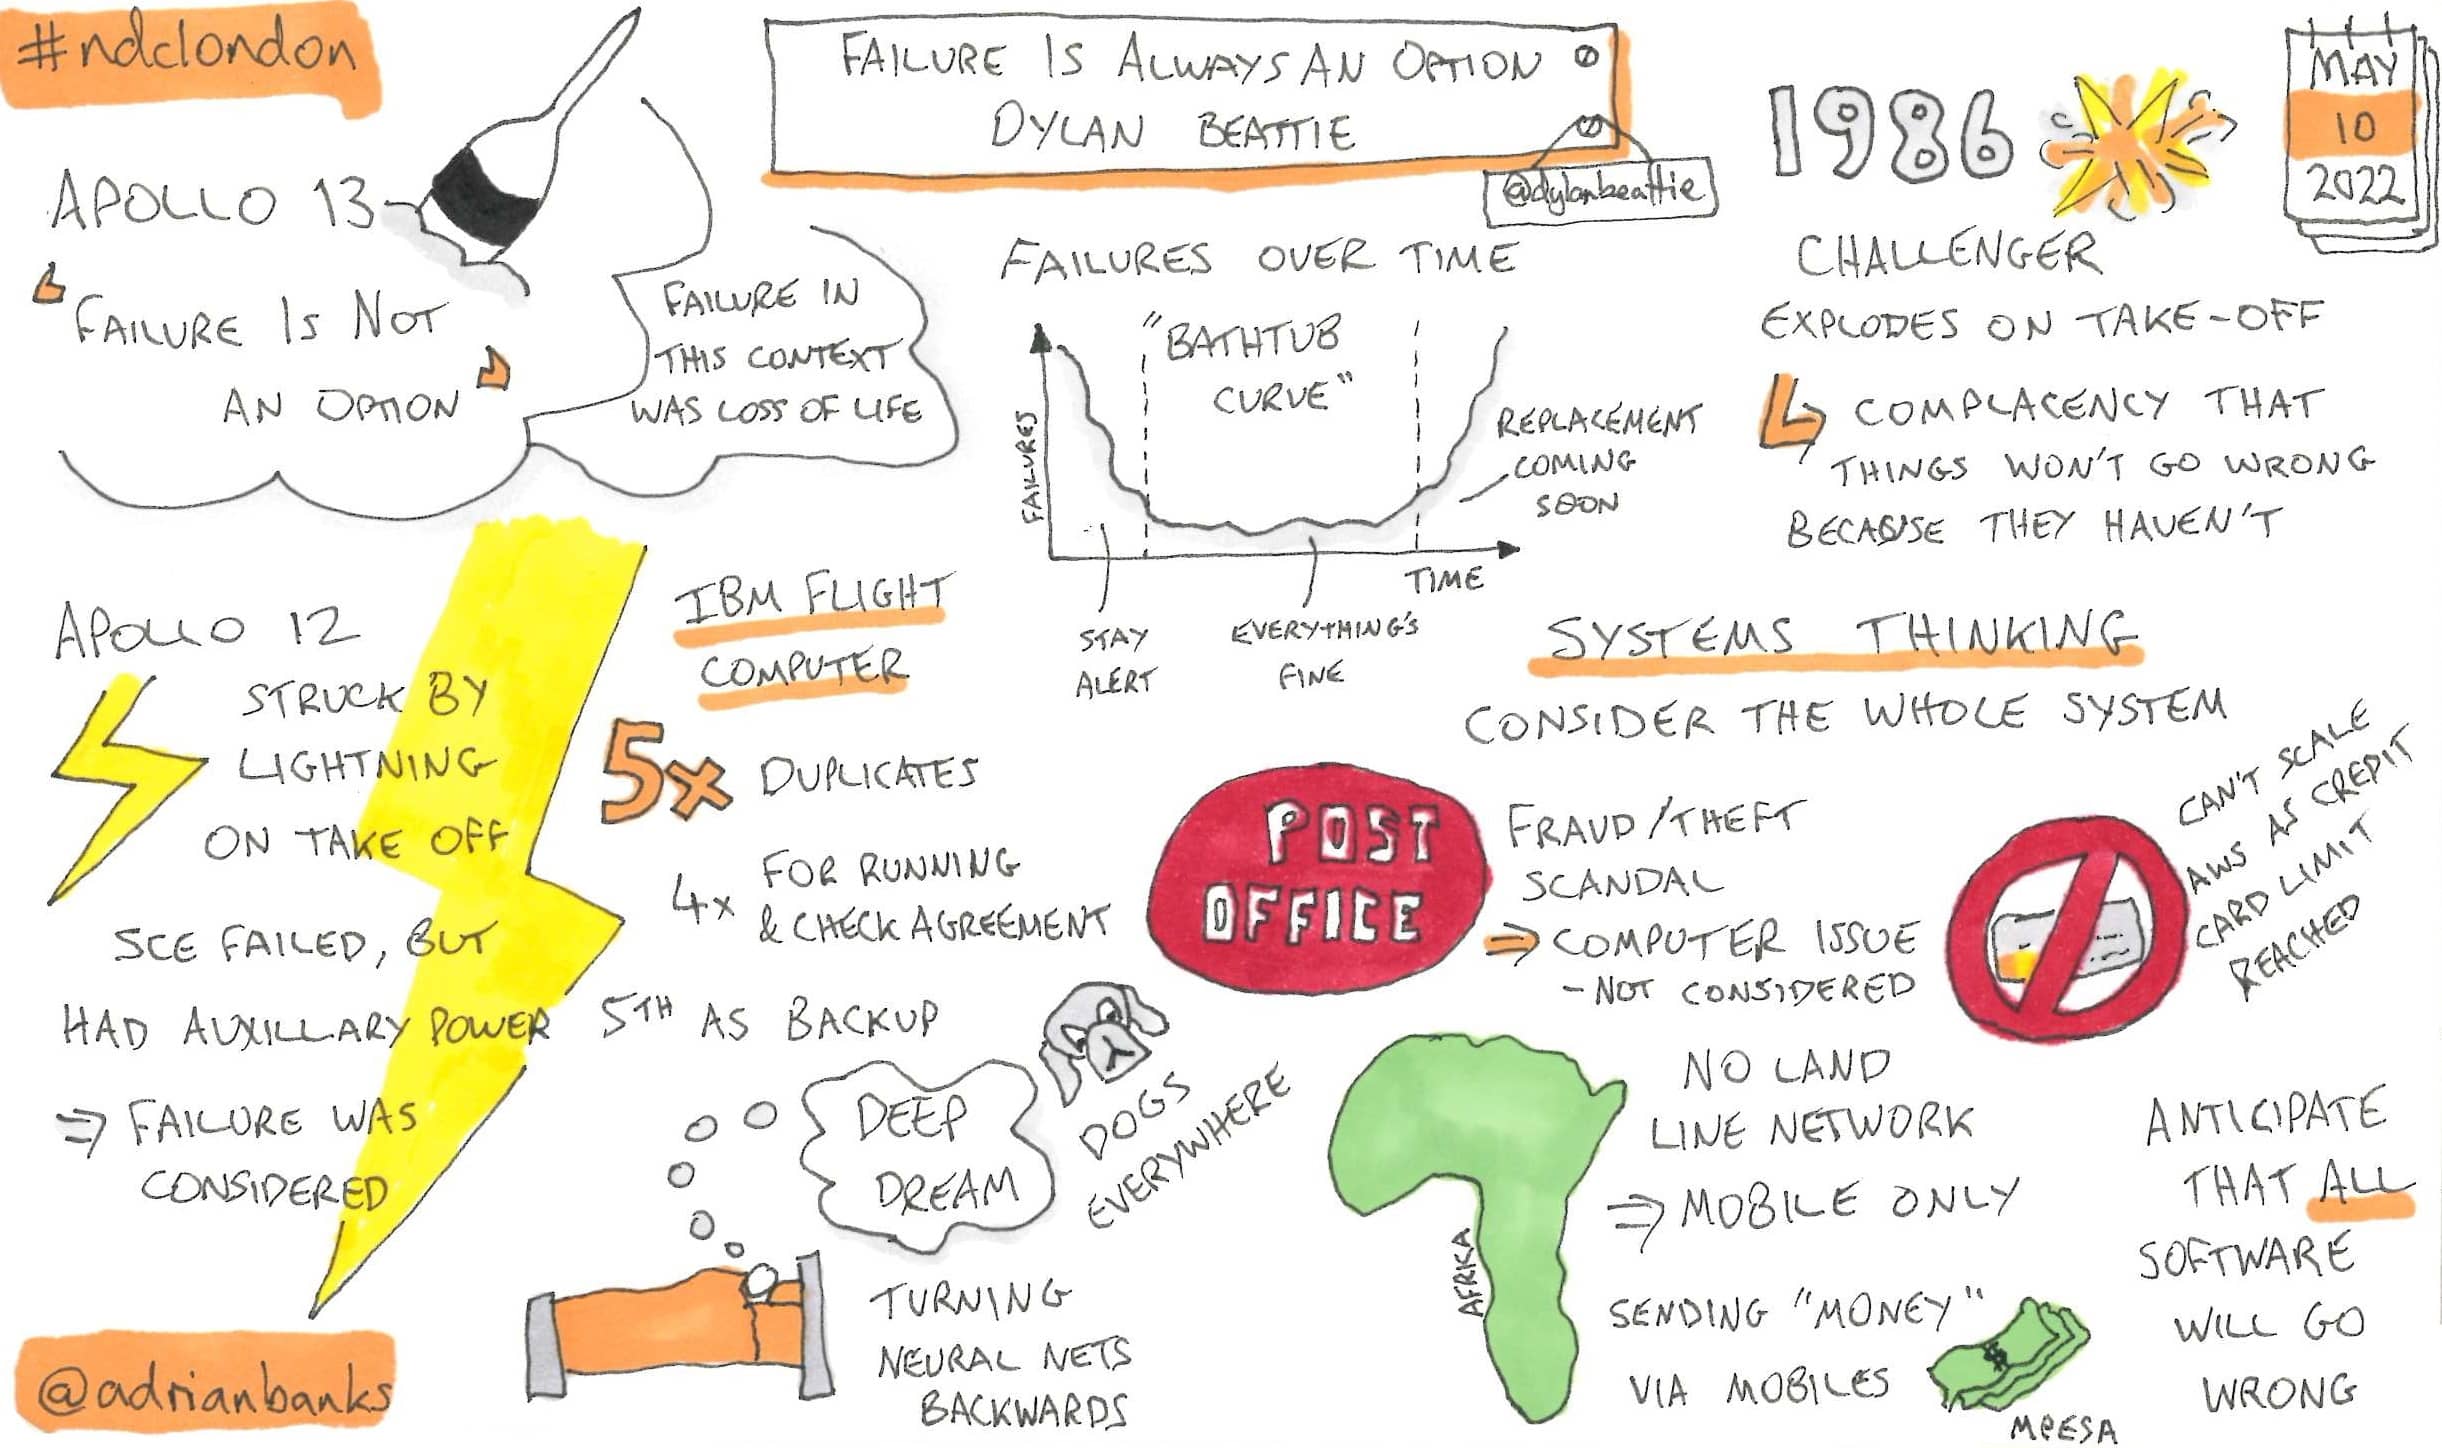 #ndclondon
FAILURE IS ALWAYS AN OPTION
DYLAN BEATTIE
@dylanbeattie
MAY
10
2022
APOLLO 13
"FAILURE IS NOT
AN OPTION"
FAILURE IN
THIS CONTEXT
WAS LOSS OF LIFE
FAILURES OVER TIME
"BATHTUB
CURVE"
FAILURES
TIME
REPLACEMENT
COMING
SOON
STAY
ALERT
EVERYTHING'S
FINE
1986
CHALLENGER
EXPLODES ON TAKE-OFF
COMPLACENCY THAT
THINGS WON'T GO WRONG
BECAUSE THEY HAVEN'T
APOLLO 12
STRUCK BY
LIGHTNING
ON TAKE OFF
SCE FAILED, BUT
HAD AUXILLARY POWER
⇒ FAILURE WAS
CONSIDERED
IBM FLIGHT
COMPUTER
5x DUPLICATES
4x FOR RUNNING
& CHECK AGREEMENT
5TH AS BACKUP
SYSTEMS THINKING
CONSIDER THE WHOLE SYSTEM
POST
OFFICE
FRAUD/THEFT
SCANDAL
⇒ COMPUTER ISSUE
- NOT CONSIDERED
CAN'T SCALE
AWS AS CREDIT
CARD LIMIT
REACHED
DEEP
DREAM
DOGS
EVERYWHERE
TURNING
NEURAL NETS
BACKWARDS
AFRKA
NO LAND
LINE NETWORK
⇒ MOBILE ONLY
SENDING "MONEY"
VIA MOBILES
$
MPESA
ANTICIPATE
THAT ALL
SOFTWARE
WILL GO
WRONG
@adrianbanks